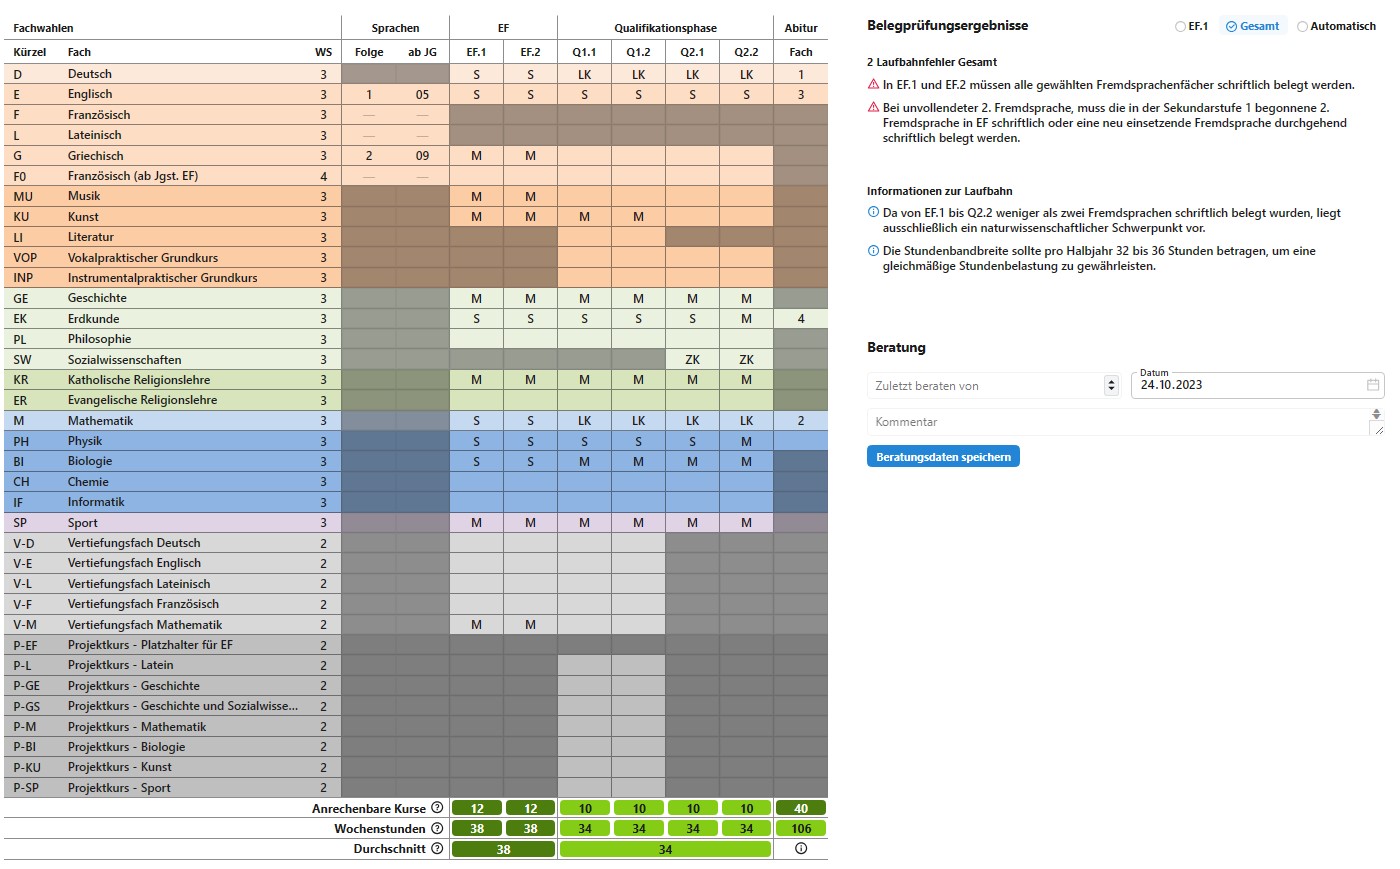 Fachwahlen Sprachen EF Qualifikationsphase Abitur
Kürzel Fach WS Folge ab JG EF.1 EF.2 Q1.1 Q1.2 Q2.1 Q2.2 Fach
D Deutsch 3 S S LK LK LK LK 1
E Englisch 3 1 05 S S S S S S 3
F Französisch 3 — —
L Lateinisch 3 — —
G Griechisch 3 2 09 M M
F0 Französisch (ab Jgst. EF) 4 — —
MU Musik 3 M M
KU Kunst 3 M M M M
LI Literatur 3
VOP Vokalpraktischer Grundkurs 3
INP Instrumentalpraktischer Grundkurs 3
GE Geschichte 3 M M M M M M
EK Erdkunde 3 S S S S S M 4
PL Philosophie 3
SW Sozialwissenschaften 3 ZK ZK
KR Katholische Religionslehre 3 M M M M M M
ER Evangelische Religionslehre 3
M Mathematik 3 S S LK LK LK LK 2
PH Physik 3 S S S S S M
BI Biologie 3 S S M M M M
CH Chemie 3
IF Informatik 3
SP Sport 3 M M M M M M
V-D Vertiefungsfach Deutsch 2
V-E Vertiefungsfach Englisch 2
V-L Vertiefungsfach Lateinisch 2
V-F Vertiefungsfach Französisch 2
V-M Vertiefungsfach Mathematik 2 M M
P-EF Projektkurs - Platzhalter für EF 2
P-L Projektkurs - Latein 2
P-GE Projektkurs - Geschichte 2
P-GS Projektkurs - Geschichte und Sozialwisse... 2
P-M Projektkurs - Mathematik 2
P-BI Projektkurs - Biologie 2
P-KU Projektkurs - Kunst 2
P-SP Projektkurs - Sport 2
Anrechenbare Kurse 12 12 10 10 10 10 40
Wochenstunden 38 38 34 34 34 34 106
Durchschnitt 38 34
Belegprüfungsergebnisse EF.1 Gesamt Automatisch
2 Laufbahnfehler Gesamt
In EF.1 und EF.2 müssen alle gewählten Fremdsprachenfächer schriftlich belegt werden.
Bei unvollendeter 2. Fremdsprache, muss die in der Sekundarstufe 1 begonnene 2.
Fremdsprache in EF schriftlich oder eine neu einsetzende Fremdsprache durchgehend
schriftlich belegt werden.
Informationen zur Laufbahn
Da von EF.1 bis Q2.2 weniger als zwei Fremdsprachen schriftlich belegt wurden, liegt
ausschließlich ein naturwissenschaftlicher Schwerpunkt vor.
Die Stundenbandbreite sollte pro Halbjahr 32 bis 36 Stunden betragen, um eine
gleichmäßige Stundenbelastung zu gewährleisten.
Beratung
Zuletzt beraten von
Datum
24.10.2023
Kommentar
Beratungsdaten speichern